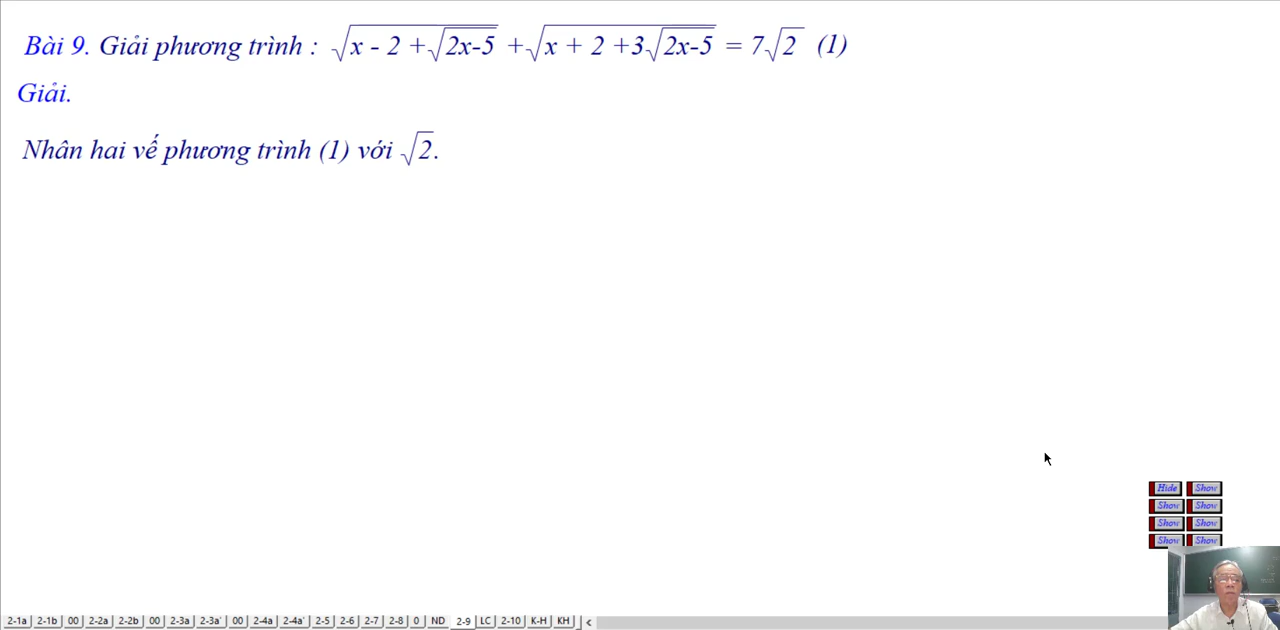 Bài 9. Giải phương trình : √(x - 2 + √(2x-5)) + √(x + 2 +3√(2x-5)) = 7√2 (1)
Giải.
Nhân hai vế phương trình (1) với √2.
Hide Show
Show Show
Show Show
Show Show
2-1a 2-1b 00 2-2a 2-2b 00 2-3a 2-3a' 00 2-4a 2-4a' 2-5 2-6 2-7 2-8 0 ND 2-9 LC 2-10 K-H KH <